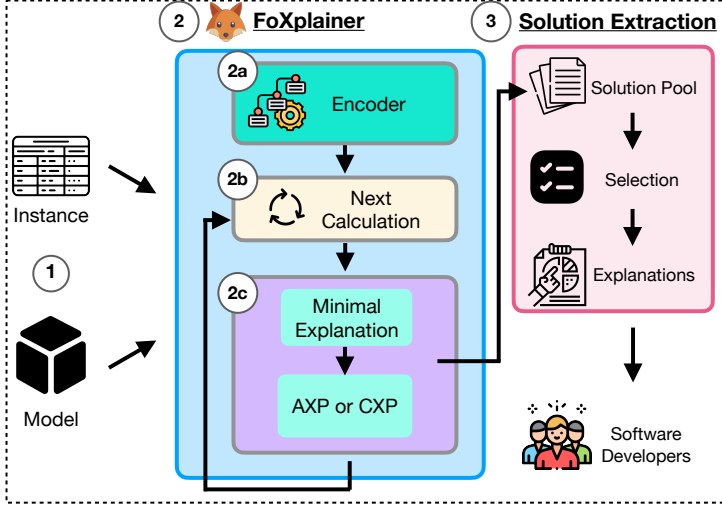 2
FoXplainer
3
Solution Extraction
2a
Encoder
Solution Pool
2b
Next
Calculation
Selection
Instance
1
2c
Minimal
Explanation
Explanations
AXP or CXP
Model
Software
Developers